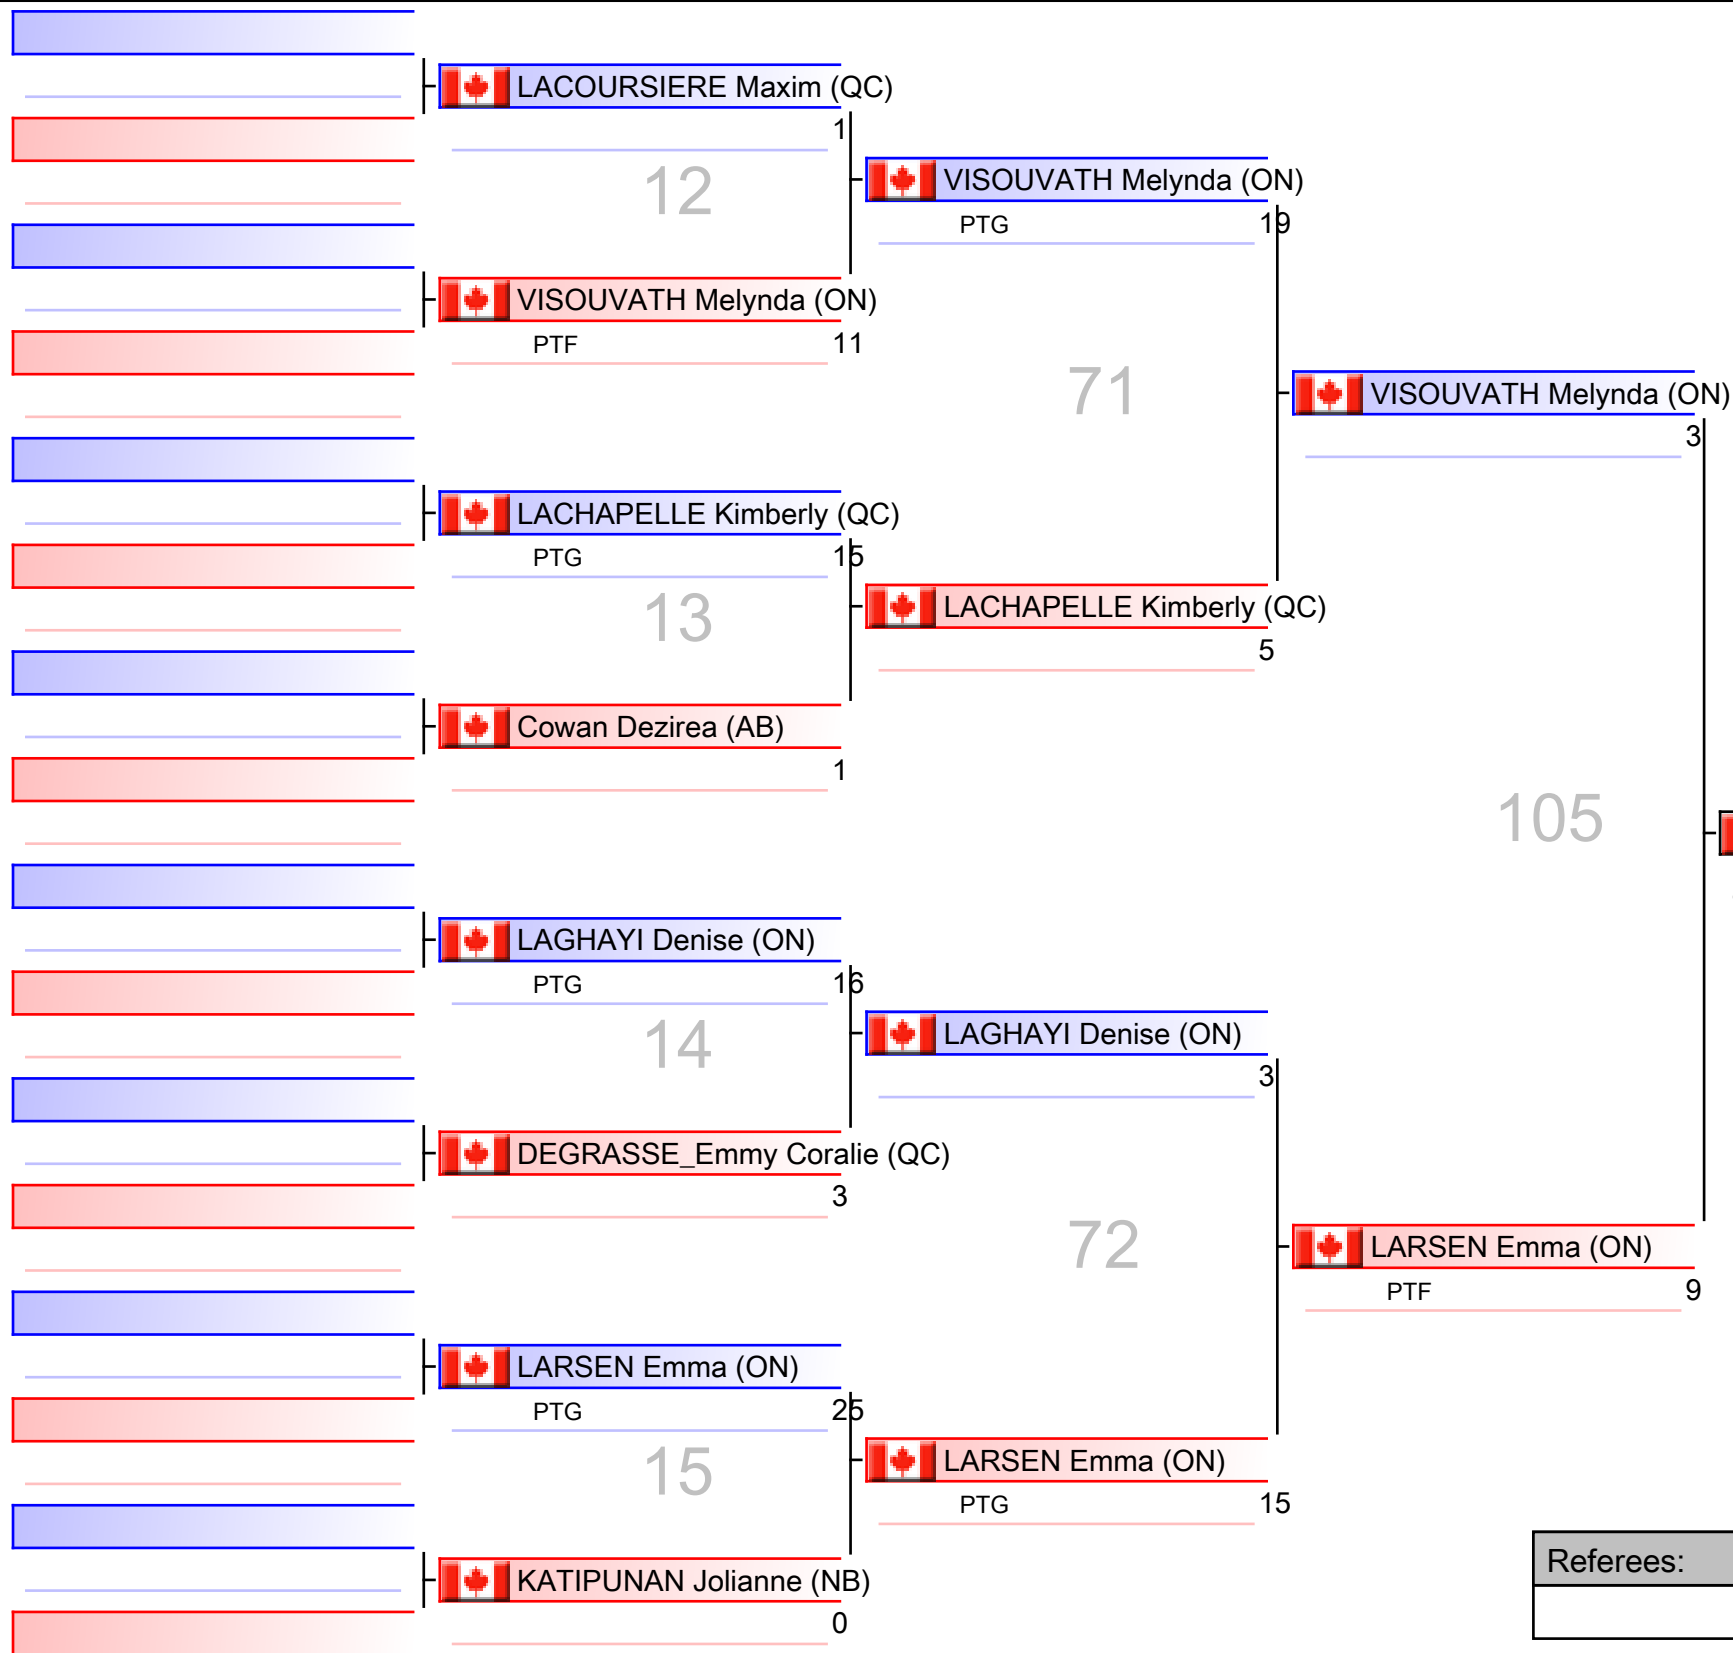 LACOURSIERE Maxim (QC)
1
12
VISOUVATH Melynda (ON)
PTF 11
LACHAPELLE Kimberly (QC)
PTG 15
13
Cowan Dezirea (AB)
1
LAGHAYI Denise (ON)
PTG 16
14
DEGRASSE_Emmy Coralie (QC)
3
LARSEN Emma (ON)
PTG 25
15
KATIPUNAN Jolianne (NB)
0
VISOUVATH Melynda (ON)
PTG 19
71
LACHAPELLE Kimberly (QC)
5
LAGHAYI Denise (ON)
3
72
LARSEN Emma (ON)
PTG 15
VISOUVATH Melynda (ON)
3
105
LARSEN Emma (ON)
PTF 9
Referees: